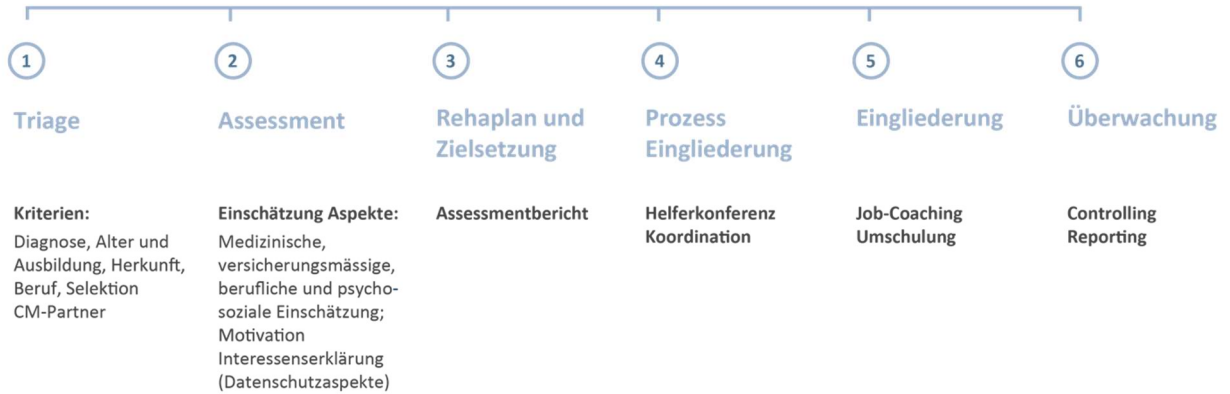 1
Triage
Kriterien:
Diagnose, Alter und
Ausbildung, Herkunft,
Beruf, Selektion
CM-Partner
2
Assessment
Einschätzung Aspekte:
Medizinische,
versicherungsmässige,
berufliche und psycho-
soziale Einschätzung;
Motivation
Interessenserklärung
(Datenschutzaspekte)
3
Rehaplan und
Zielsetzung
Assessmentbericht
4
Prozess
Eingliederung
Helferkonferenz
Koordination
5
Eingliederung
Job-Coaching
Umschulung
6
Überwachung
Controlling
Reporting